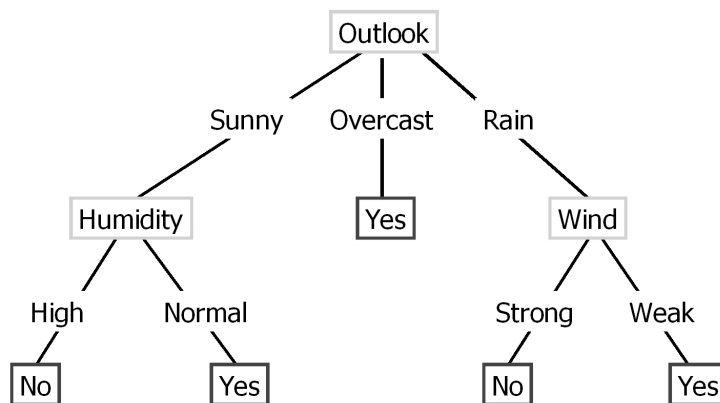 Outlook
Sunny Overcast Rain
Humidity Yes Wind
High Normal Strong Weak
No Yes No Yes